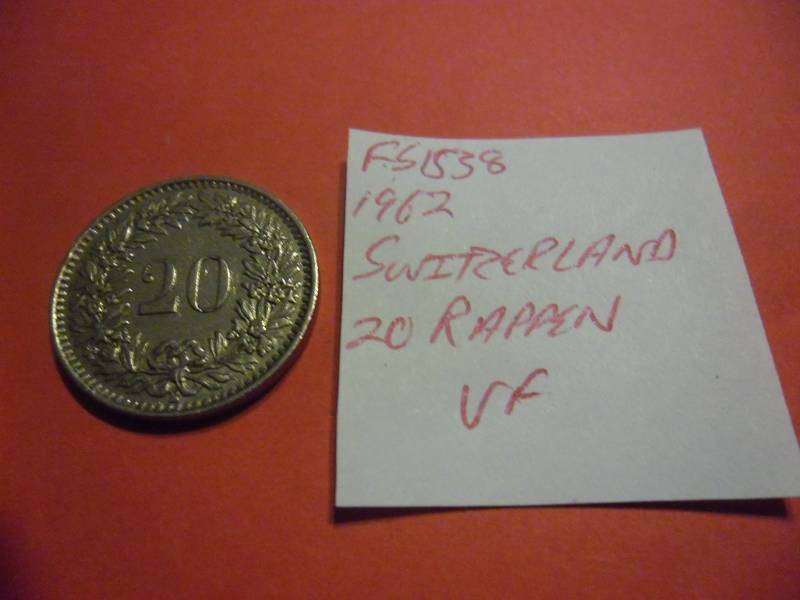 20
FS1538
1962
SWITZERLAND
20 RAPPEN
VF